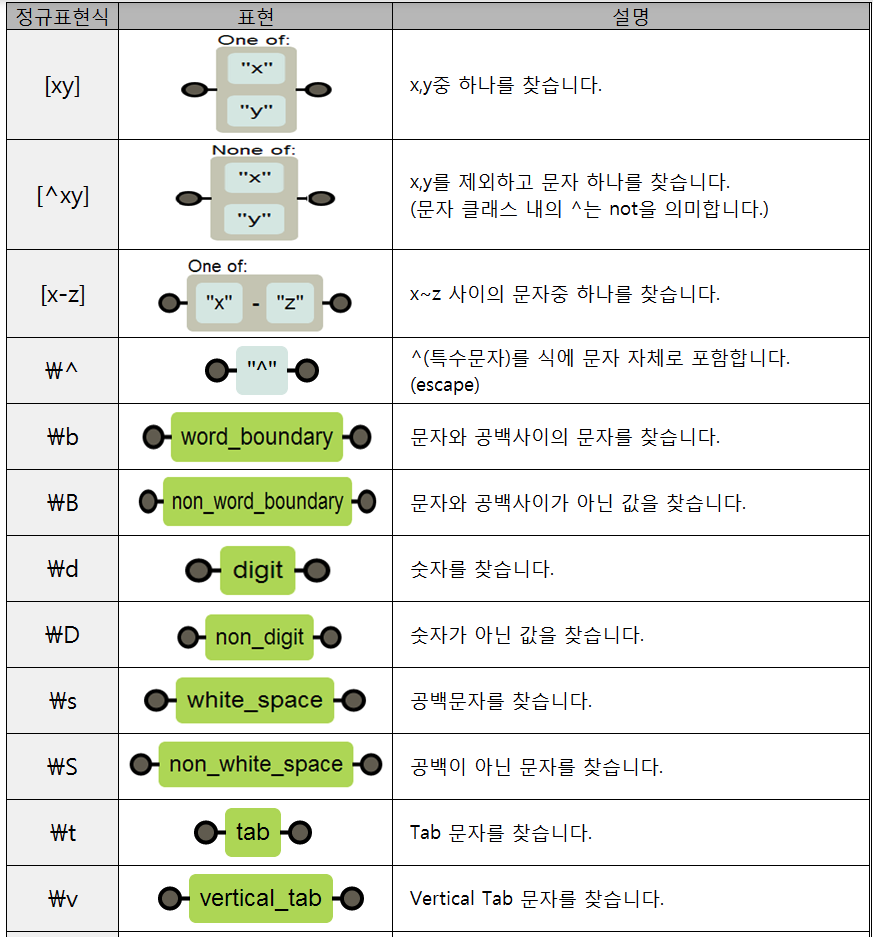 정규표현식 표현 설명
One of:
[xy] "x" x,y중 하나를 찾습니다.
"y"
None of:
[^xy] "x" x,y를 제외하고 문자 하나를 찾습니다.
"y" (문자 클래스 내의 ^는 not을 의미합니다.)
One of:
[x-z] "x" - "z" x~z 사이의 문자중 하나를 찾습니다.
₩^ "^" ^(특수문자)를 식에 문자 자체로 포함합니다.
(escape)
₩b word_boundary 문자와 공백사이의 문자를 찾습니다.
₩B non_word_boundary 문자와 공백사이가 아닌 값을 찾습니다.
₩d digit 숫자를 찾습니다.
₩D non_digit 숫자가 아닌 값을 찾습니다.
₩s white_space 공백문자를 찾습니다.
₩S non_white_space 공백이 아닌 문자를 찾습니다.
₩t tab Tab 문자를 찾습니다.
₩v vertical_tab Vertical Tab 문자를 찾습니다.